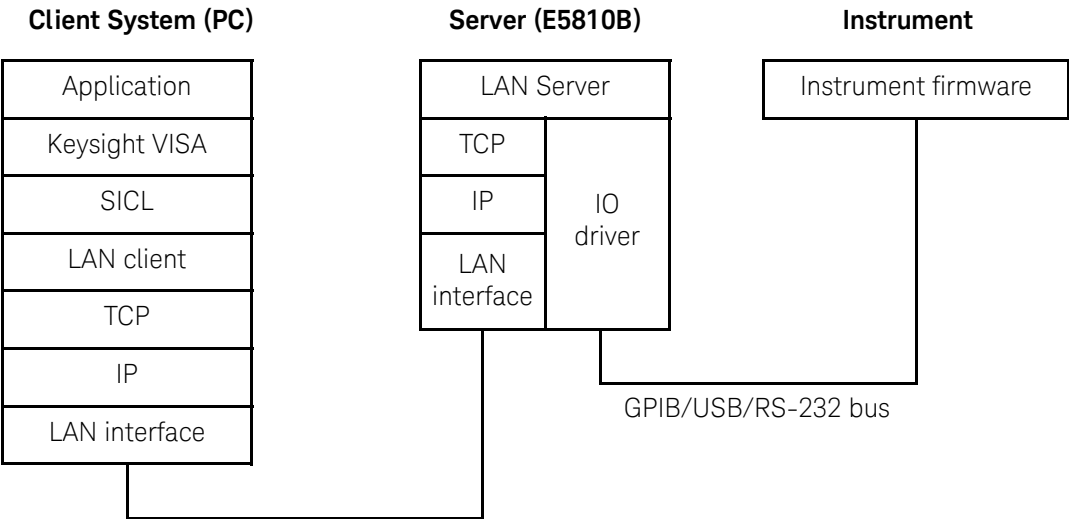 Client System (PC)
Application
Keysight VISA
SICL
LAN client
TCP
IP
LAN interface
Server (E5810B)
LAN Server
TCP
IP
LAN
interface
IO
driver
Instrument
Instrument firmware
GPIB/USB/RS-232 bus